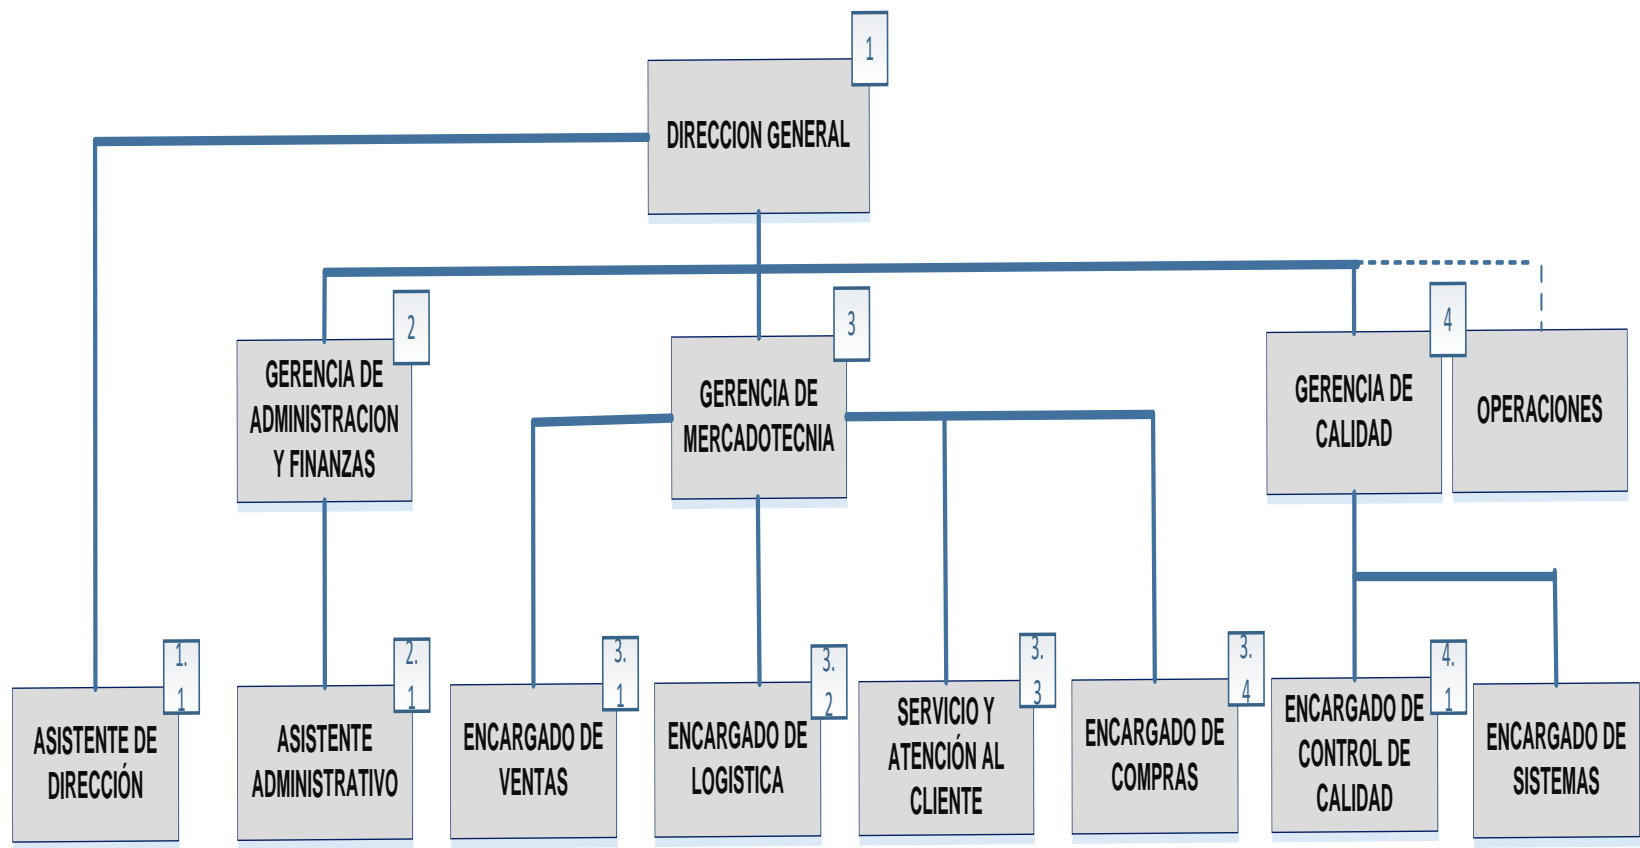 1
DIRECCION GENERAL
2
GERENCIA DE
ADMINISTRACION
Y FINANZAS
3
GERENCIA DE
MERCADOTECNIA
4
GERENCIA DE
CALIDAD
OPERACIONES
1.
1
ASISTENTE DE
DIRECCIÓN
2.
1
ASISTENTE
ADMINISTRATIVO
3.
1
ENCARGADO DE
VENTAS
3.
2
ENCARGADO DE
LOGISTICA
3.
3
SERVICIO Y
ATENCIÓN AL
CLIENTE
3.
4
ENCARGADO DE
COMPRAS
4.
1
ENCARGADO DE
CONTROL DE
CALIDAD
ENCARGADO DE
SISTEMAS